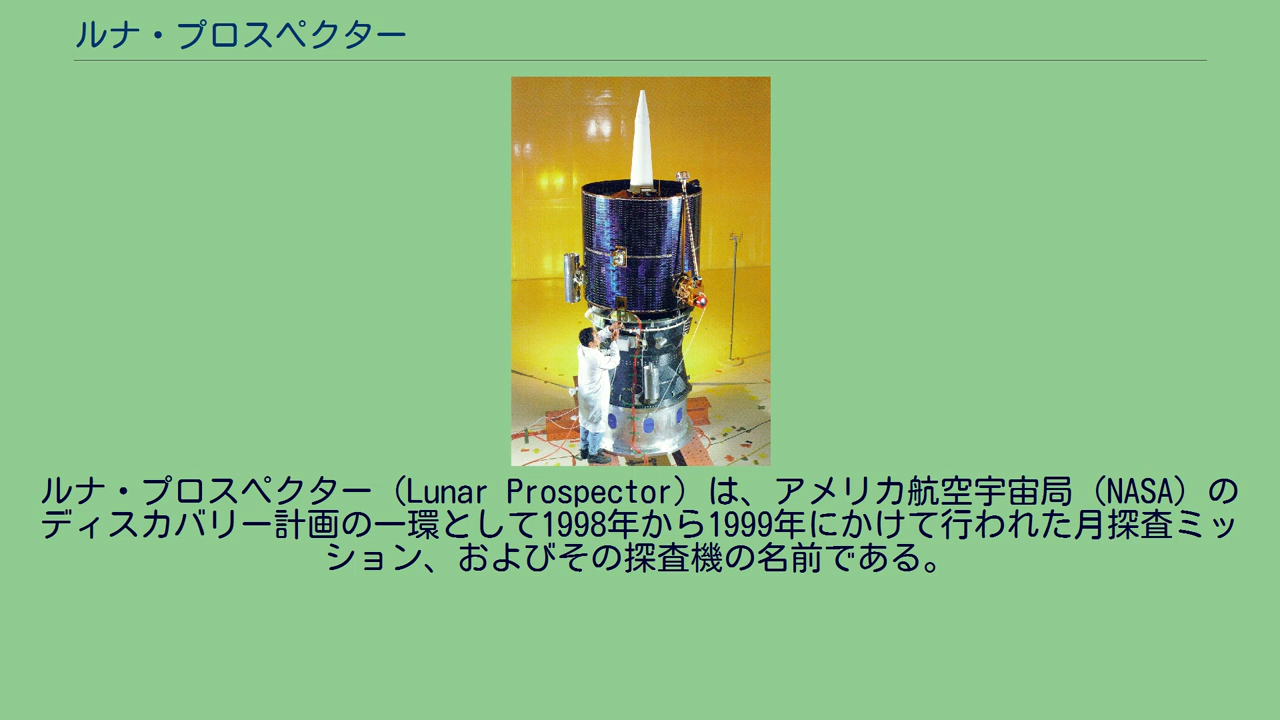 ルナ・プロスペクター
ルナ・プロスペクター（Lunar Prospector）は、アメリカ航空宇宙局（NASA）の
ディスカバリー計画の一環として1998年から1999年にかけて行われた月探査ミッ
ション、およびその探査機の名前である。